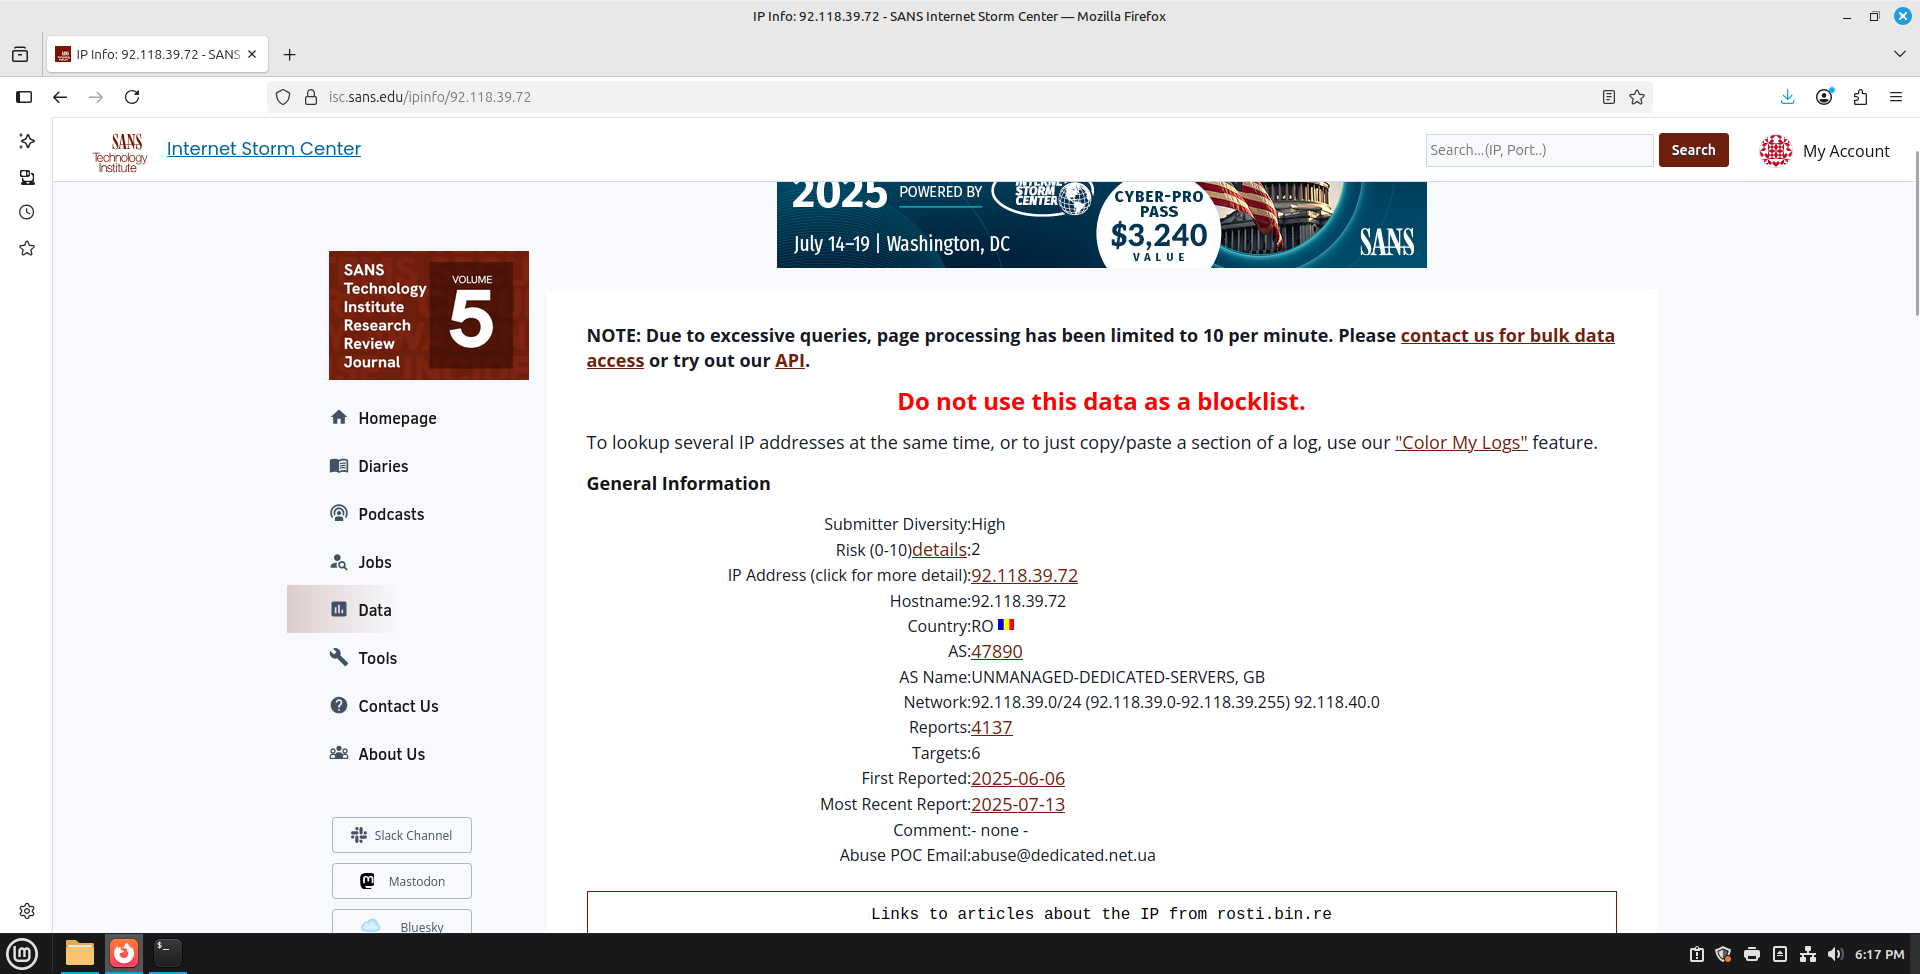 IP Info: 92.118.39.72 - SANS Internet Storm Center — Mozilla Firefox
IP Info: 92.118.39.72 - SANS
isc.sans.edu/ipinfo/92.118.39.72
SANS
Technology
Institute
Internet Storm Center
Search...(IP, Port..)
Search
My Account
2025
POWERED BY
STORM
CENTER
July 14–19 | Washington, DC
CYBER-PRO
PASS
$3,240
VALUE
SANS
SANS
Technology
Institute
Research
Review
Journal
VOLUME
5
Homepage
Diaries
Podcasts
Jobs
Data
Tools
Contact Us
About Us
Slack Channel
Mastodon
Bluesky
NOTE: Due to excessive queries, page processing has been limited to 10 per minute. Please contact us for bulk data
access or try out our API.
Do not use this data as a blocklist.
To lookup several IP addresses at the same time, or to just copy/paste a section of a log, use our "Color My Logs" feature.
General Information
Submitter Diversity:High
Risk (0-10)details:2
IP Address (click for more detail):92.118.39.72
Hostname:92.118.39.72
Country:RO
AS:47890
AS Name:UNMANAGED-DEDICATED-SERVERS, GB
Network:92.118.39.0/24 (92.118.39.0-92.118.39.255) 92.118.40.0
Reports:4137
Targets:6
First Reported:2025-06-06
Most Recent Report:2025-07-13
Comment:- none -
Abuse POC Email:abuse@dedicated.net.ua
Links to articles about the IP from rosti.bin.re
6:17 PM